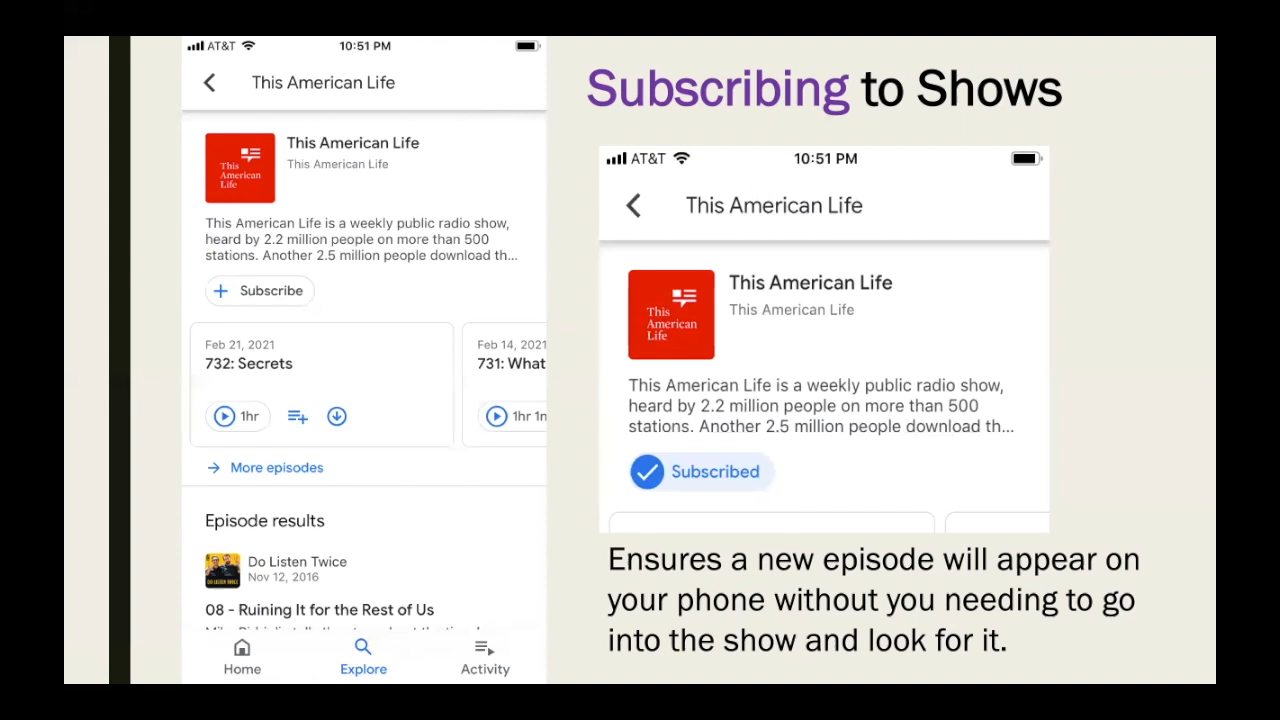 AT&T 10:51 PM
This American Life
This American Life
This American Life
This
American
Life
This American Life is a weekly public radio show,
heard by 2.2 million people on more than 500
stations. Another 2.5 million people download th...
Subscribe
Feb 21, 2021
732: Secrets
1hr
Feb 14, 2021
731: What
1hr 1n
More episodes
Episode results
Do Listen Twice
Nov 12, 2016
DO LISTEN TWICE
08 - Ruining It for the Rest of Us
Home
Explore
Activity
Subscribing to Shows
AT&T 10:51 PM
This American Life
This American Life
This American Life
This
American
Life
This American Life is a weekly public radio show,
heard by 2.2 million people on more than 500
stations. Another 2.5 million people download th...
Subscribed
Ensures a new episode will appear on
your phone without you needing to go
into the show and look for it.